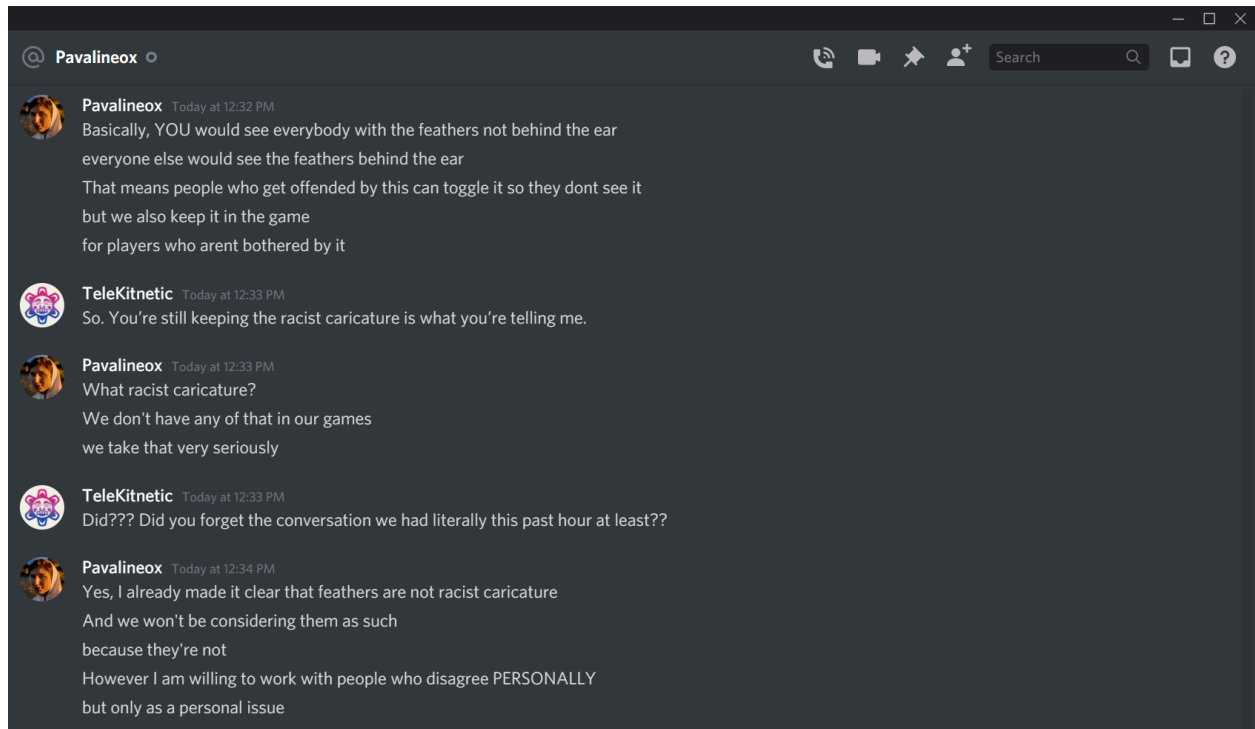 Pavalineox
Search
Pavalineox Today at 12:32 PM
Basically, YOU would see everybody with the feathers not behind the ear
everyone else would see the feathers behind the ear
That means people who get offended by this can toggle it so they dont see it
but we also keep it in the game
for players who arent bothered by it
TeleKitnetic Today at 12:33 PM
So. You're still keeping the racist caricature is what you're telling me.
Pavalineox Today at 12:33 PM
What racist caricature?
We don't have any of that in our games
we take that very seriously
TeleKitnetic Today at 12:33 PM
Did??? Did you forget the conversation we had literally this past hour at least??
Pavalineox Today at 12:34 PM
Yes, I already made it clear that feathers are not racist caricature
And we won't be considering them as such
because they're not
However I am willing to work with people who disagree PERSONALLY
but only as a personal issue